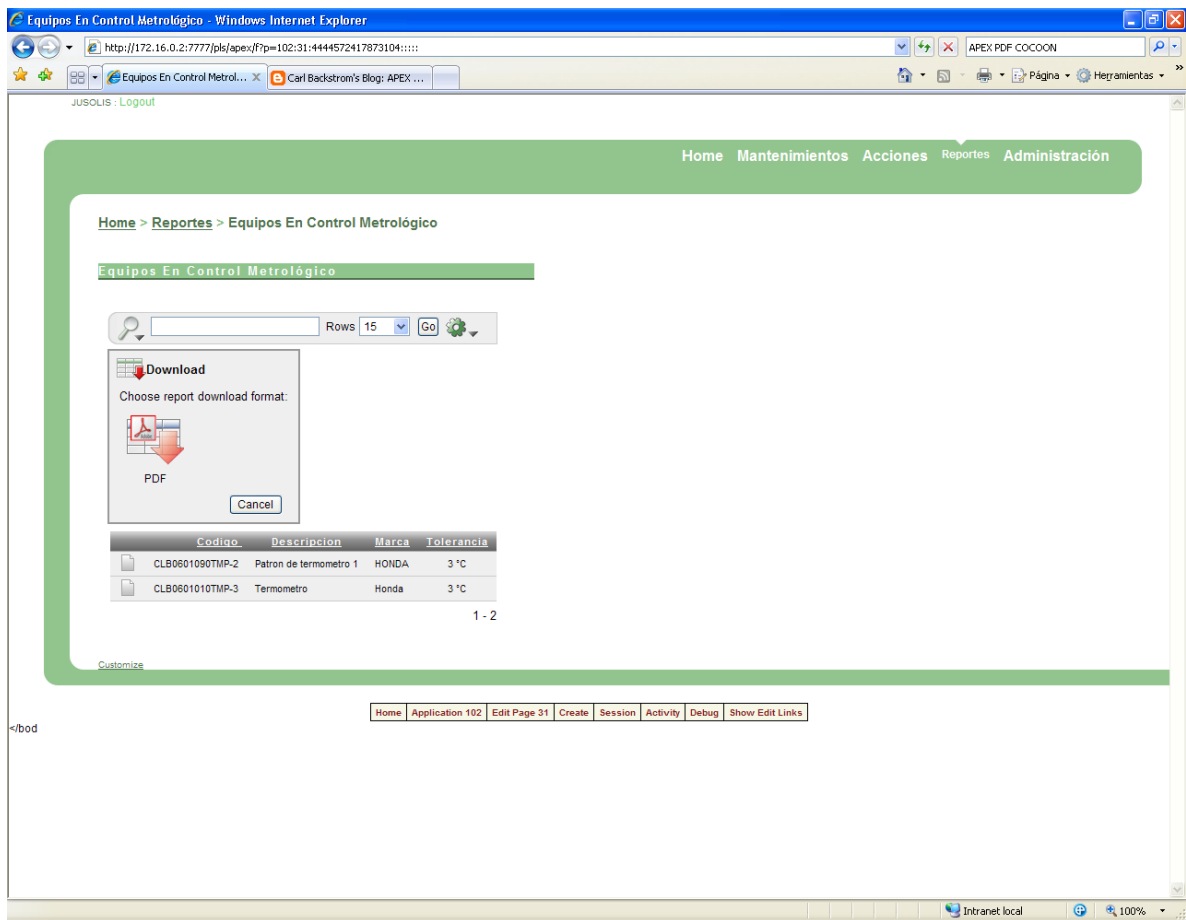 Equipos En Control Metrológico - Windows Internet Explorer
http://172.16.0.2:7777/pls/apex/f?p=102:31:4444572417873104:::::
APEX PDF COCOON
Equipos En Control Metrol... X
Carl Backstrom's Blog: APEX ...
Página
Herramientas
»
JUSOLIS : Logout
Home Mantenimientos Acciones Reportes Administración
Home > Reportes > Equipos En Control Metrológico
Equipos En Control Metrológico
Rows 15 Go
Download
Choose report download format:
PDF
Cancel
Codigo Descripcion Marca Tolerancia
CLB0601090TMP-2 Patron de termometro 1 HONDA 3 °C
CLB0601010TMP-3 Termometro Honda 3 °C
1 - 2
Customize
Home Application 102 Edit Page 31 Create Session Activity Debug Show Edit Links
</bod
Intranet local 100%